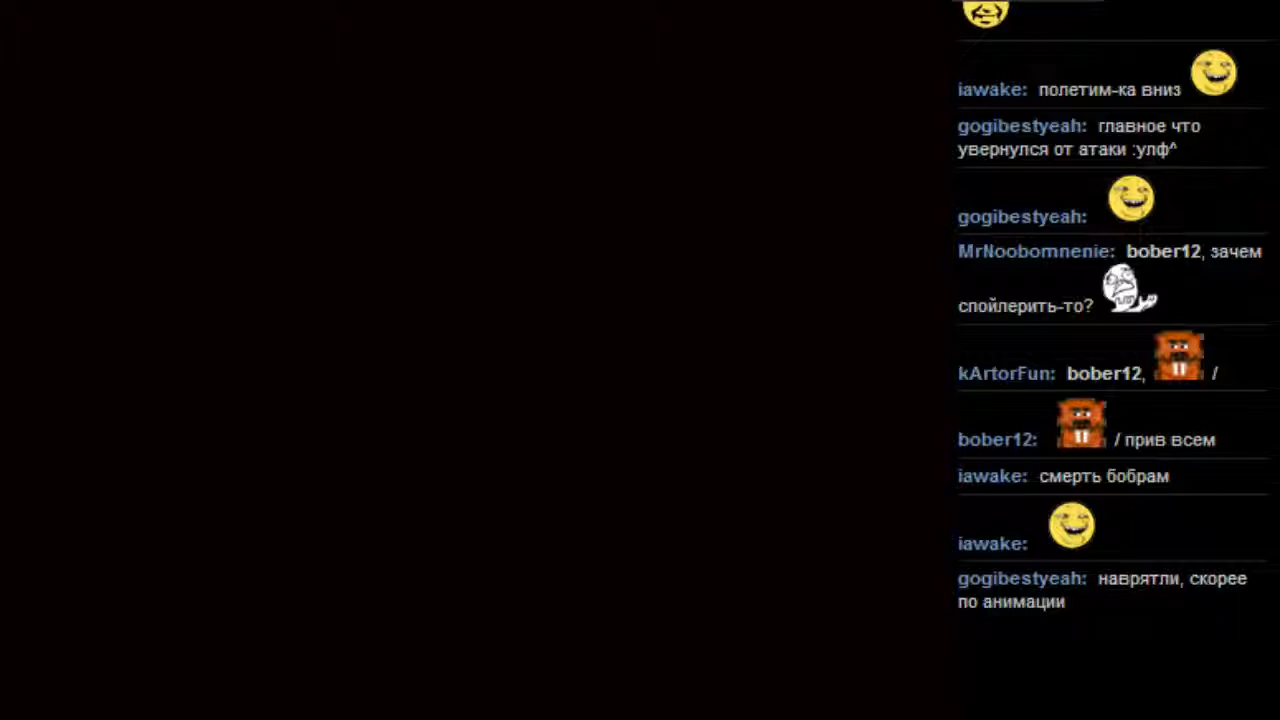 iawake: полетим-ка вниз
gogibestyeah: главное что
увернулся от атаки :улф^
gogibestyeah:
MrNoobomnenie: bober12, зачем
спойлерить-то?
kArtorFun: bober12, /
bober12: / прив всем
iawake: смерть бобрам
iawake:
gogibestyeah: наврятли, скорее
по анимации